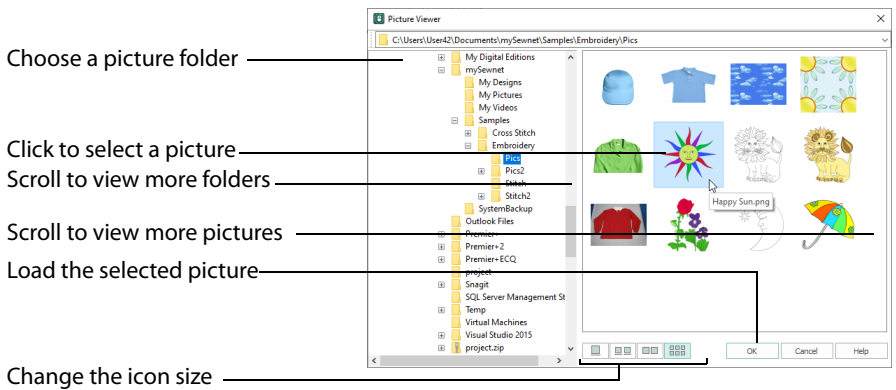 Picture Viewer
C:\Users\User42\Documents\mySewnet\Samples\Embroidery\Pics
Choose a picture folder
My Digital Editions
mySewnet
My Designs
My Pictures
My Videos
Samples
Cross Stitch
Embroidery
Click to select a picture
Pics
Scroll to view more folders
Pics2
Stitch
Stitch2
Happy Sun.png
SystemBackup
Outlook Files
Scroll to view more pictures
Premier+
Premier+2
Premier+ECQ
Load the selected picture
project
Snagit
SQL Server Management St
Temp
Virtual Machines
Visual Studio 2015
project.zip
OK
Cancel
Help
Change the icon size